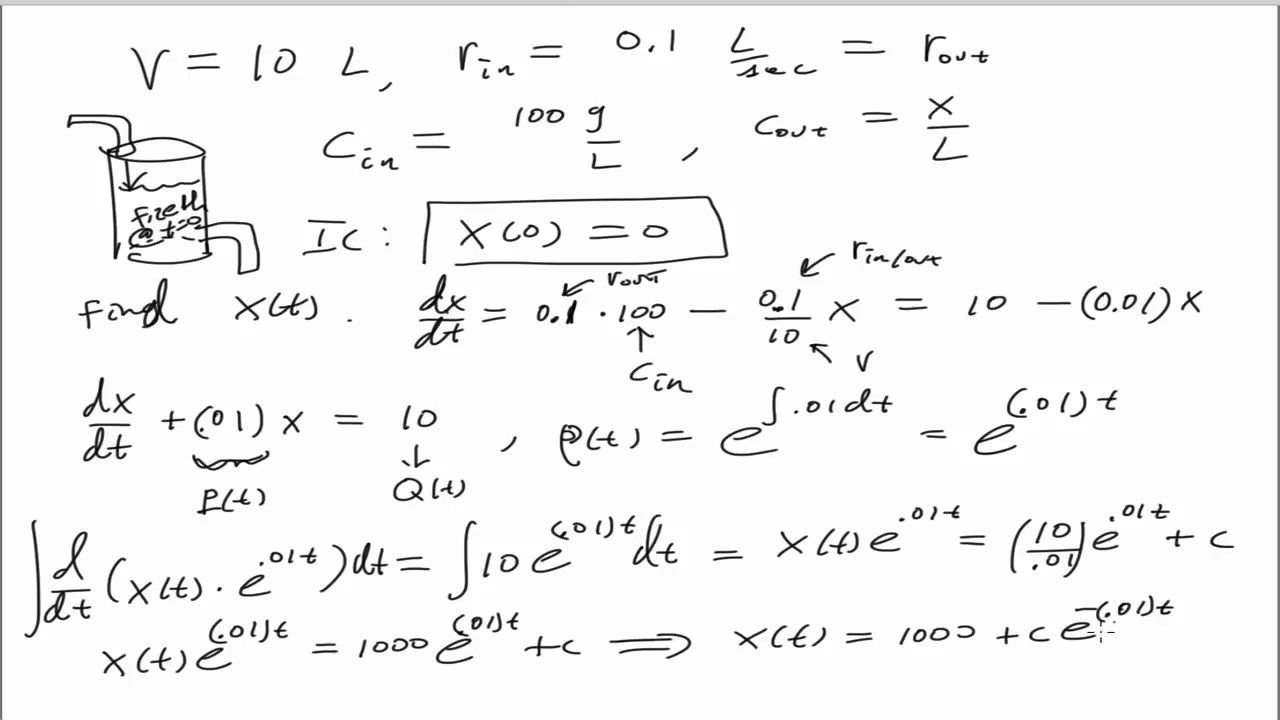 V = 10 L, r_in = 0.1 L/sec = r_out
C_in = 100 g/L , C_out = X/L
Fresh @ t=0
IC: X(0) = 0
r_out
r_in/out
Find X(t). dx/dt = 0.1 · 100 − 0.1/10 X = 10 − (0.01) X
C_in
V
dx/dt + (.01) x = 10 , ρ(t) = e^{∫.01dt} = e^{(.01)t}
P(t)
Q(t)
∫ d/dt (x(t) · e^{.01t}) dt = ∫ 10 e^{(.01)t} dt = x(t) e^{.01t} = (10/.01) e^{.01t} + c
x(t) e^{(.01)t} = 1000 e^{(.01)t} + c ⟹ x(t) = 1000 + c e^{-(.01)t}